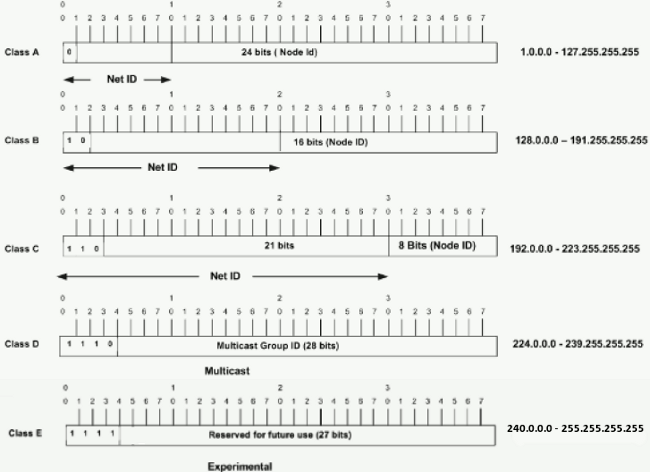 0 1 2 3
0 1 2 3 4 5 6 7 0 1 2 3 4 5 6 7 0 1 2 3 4 5 6 7 0 1 2 3 4 5 6 7
Class A 0 24 bits ( Node Id) 1.0.0.0 - 127.255.255.255
Net ID
0 1 2 3
0 1 2 3 4 5 6 7 0 1 2 3 4 5 6 7 0 1 2 3 4 5 6 7 0 1 2 3 4 5 6 7
Class B 1 0 16 bits (Node ID) 128.0.0.0 – 191.255.255.255
Net ID
0 1 2 3
0 1 2 3 4 5 6 7 0 1 2 3 4 5 6 7 0 1 2 3 4 5 6 7 0 1 2 3 4 5 6 7
Class C 1 1 0 21 bits 8 Bits (Node ID) 192.0.0.0 - 223.255.255.255
Net ID
0 1 2 3
0 1 2 3 4 5 6 7 0 1 2 3 4 5 6 7 0 1 2 3 4 5 6 7 0 1 2 3 4 5 6 7
Class D 1 1 1 0 Multicast Group ID (28 bits) 224.0.0.0 - 239.255.255.255
Multicast
0 1 2 3
0 1 2 3 4 5 6 7 0 1 2 3 4 5 6 7 0 1 2 3 4 5 6 7 0 1 2 3 4 5 6 7
Class E 1 1 1 1 Reserved for future use (27 bits) 240.0.0.0 - 255.255.255.255
Experimental